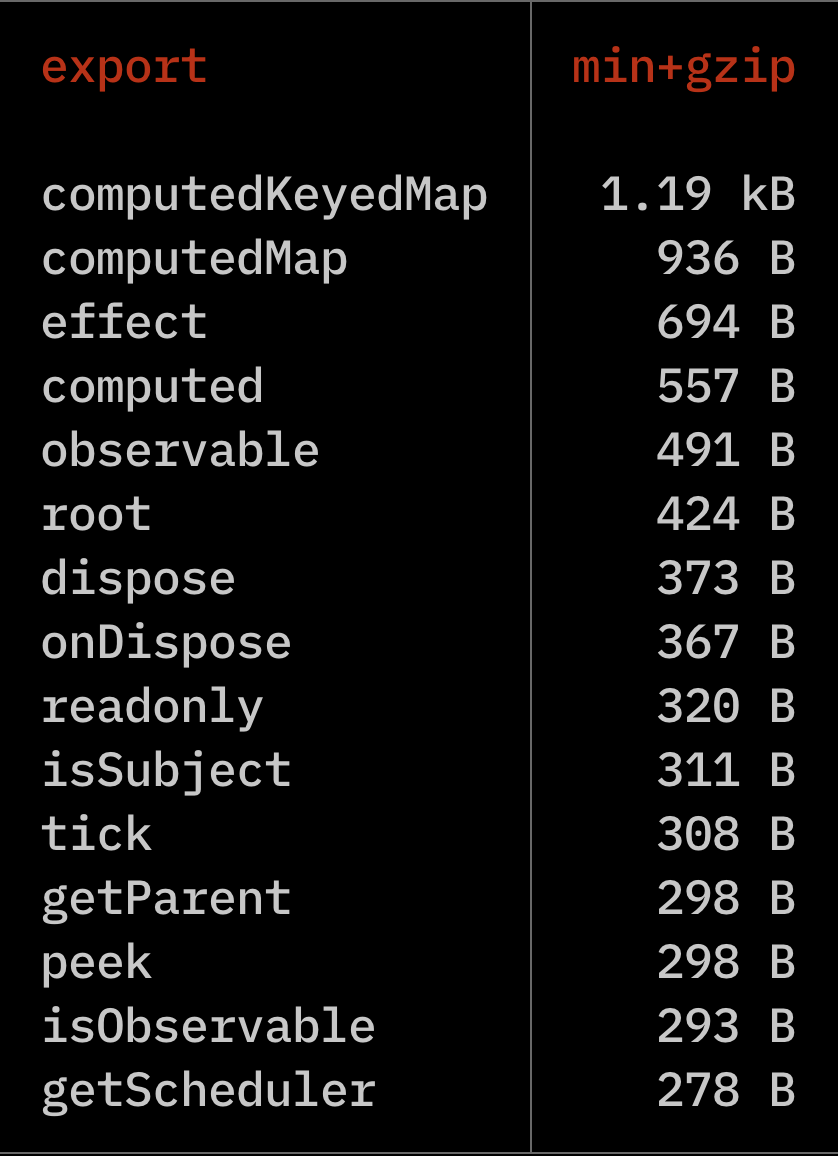 export min+gzip
computedKeyedMap 1.19 kB
computedMap 936 B
effect 694 B
computed 557 B
observable 491 B
root 424 B
dispose 373 B
onDispose 367 B
readonly 320 B
isSubject 311 B
tick 308 B
getParent 298 B
peek 298 B
isObservable 293 B
getScheduler 278 B